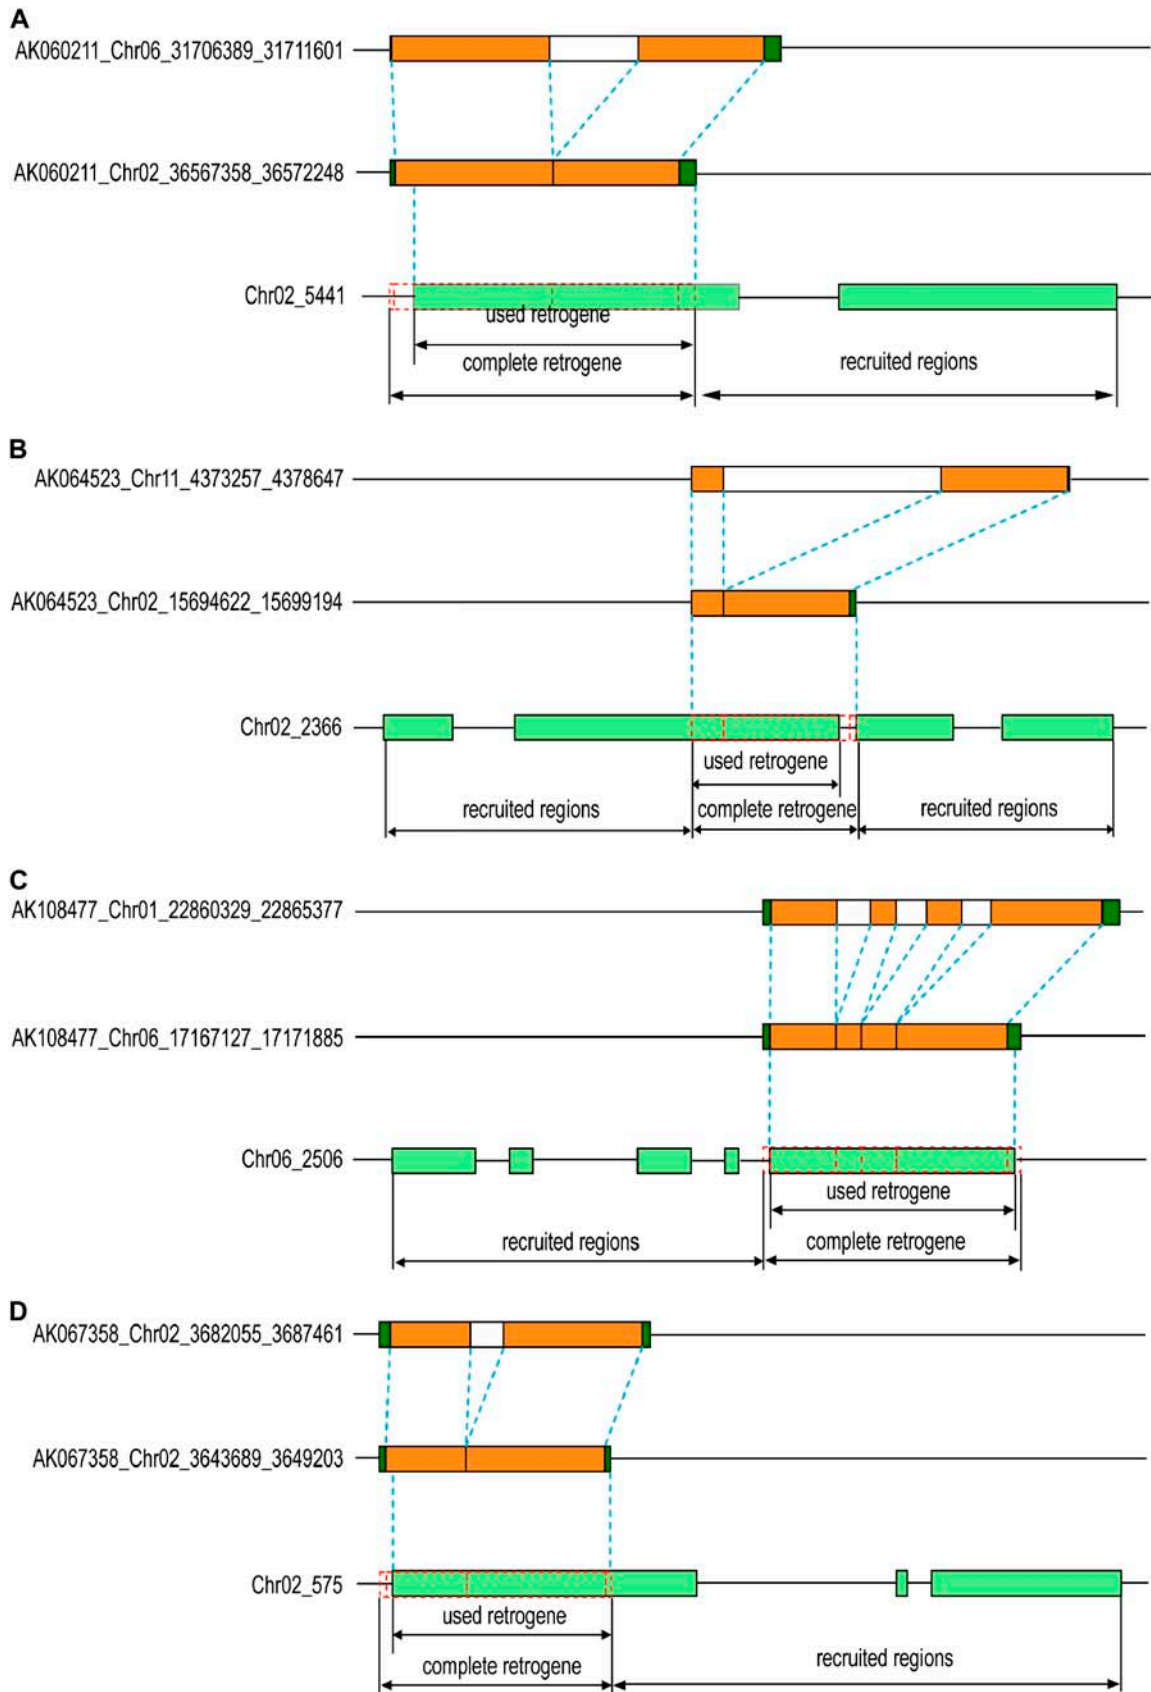 A
AK060211_Chr06_31706389_31711601
AK060211_Chr02_36567358_36572248
Chr02_5441
used retrogene
complete retrogene
recruited regions
B
AK064523_Chr11_4373257_4378647
AK064523_Chr02_15694622_15699194
Chr02_2366
used retrogene
recruited regions
complete retrogene
recruited regions
C
AK108477_Chr01_22860329_22865377
AK108477_Chr06_17167127_17171885
Chr06_2506
used retrogene
recruited regions
complete retrogene
D
AK067358_Chr02_3682055_3687461
AK067358_Chr02_3643689_3649203
Chr02_575
used retrogene
complete retrogene
recruited regions